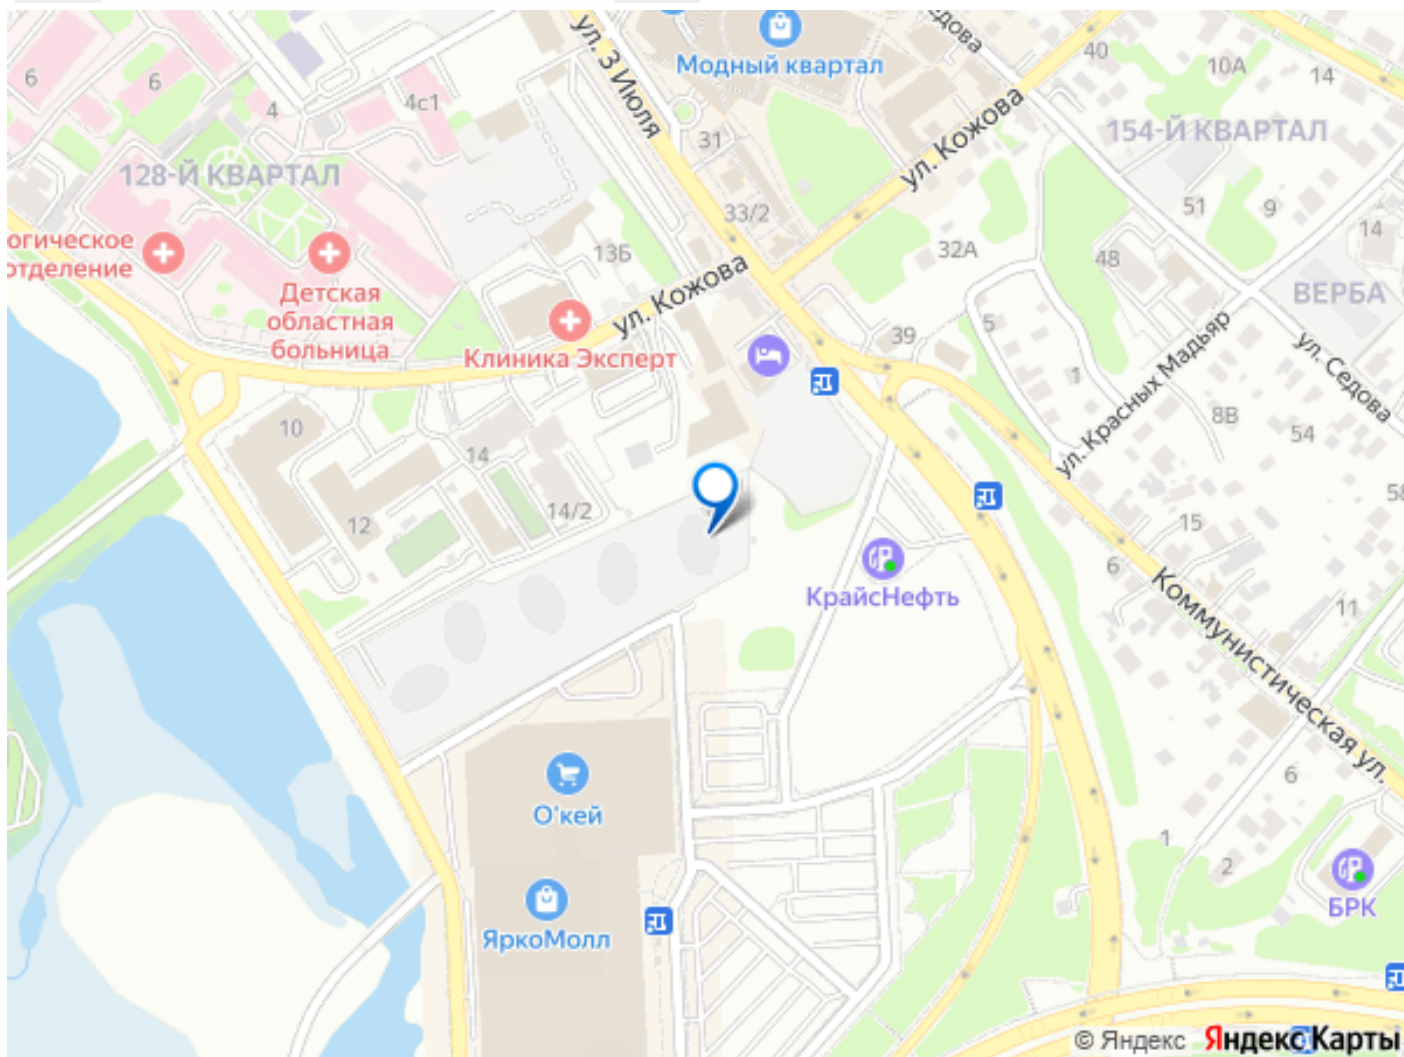 Модный квартал
ул. 3 Июля
едова
40
10А
14
6
6
4
4с1
31
154-Й КВАРТАЛ
ул. Кожова
128-Й КВАРТАЛ
33/2
51
9
14
огическое
отделение
13Б
32А
48
Детская
областная
больница
ул. Кожова
ВЕРБА
Клиника Эксперт
39
5
1
ул. Красных Мадьяр
ул. Седова
8В
54
10
14
12
14/2
15
58
6
КрайсНефть
11
Коммунистическая ул.
О'кей
6
1
2
ЯркоМолл
БРК
© Яндекс Яндекс Карты